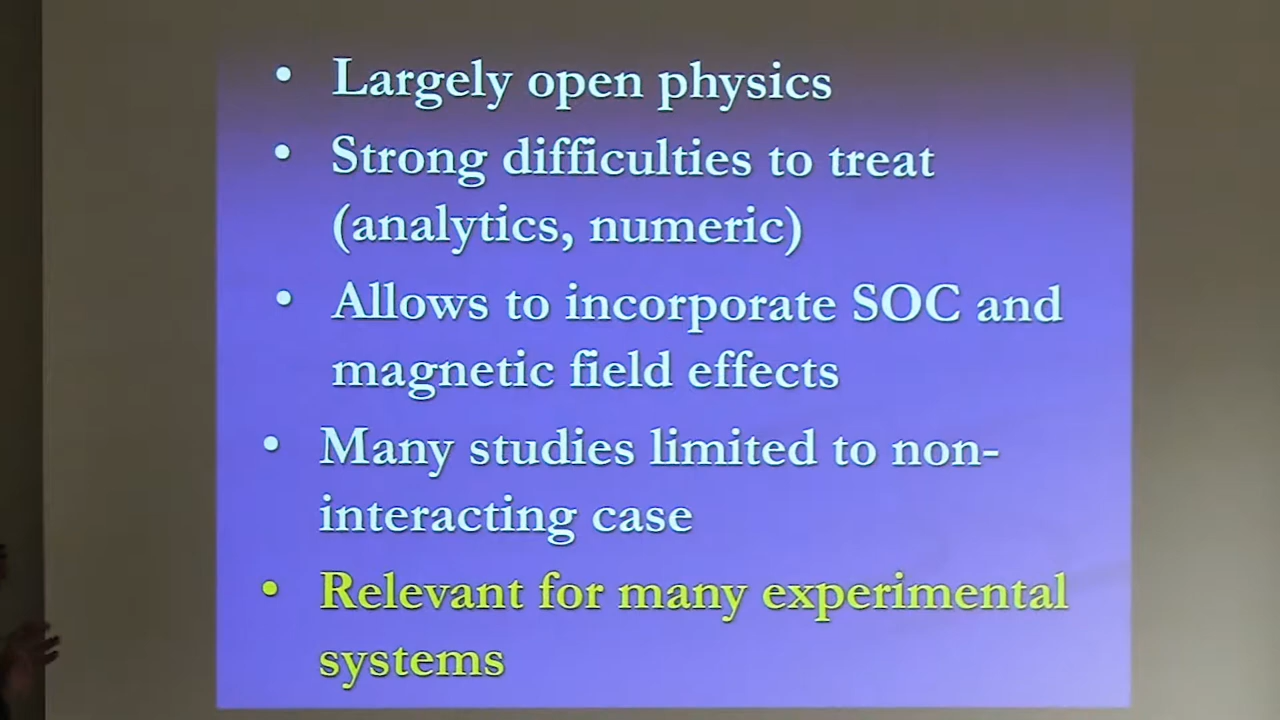 • Largely open physics
• Strong difficulties to treat
(analytics, numeric)
• Allows to incorporate SOC and
magnetic field effects
• Many studies limited to non-
interacting case
• Relevant for many experimental
systems